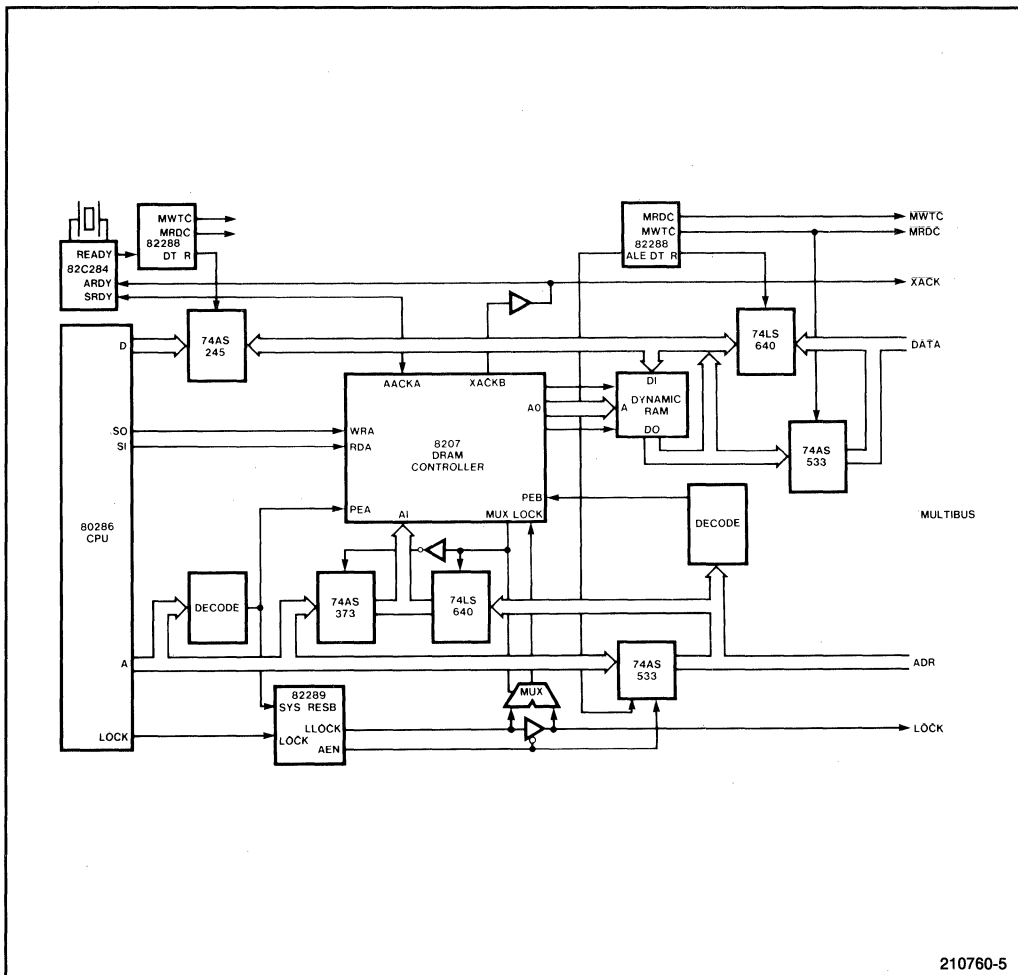 MWTC
MRDC
82288
DT R
READY
82C284
ARDY
SRDY
MRDC
MWTC
82288
ALE DT R
MWTC
MRDC
XACK
74AS
245
74LS
640
D
DATA
AACKA
XACKB
DI
A
DYNAMIC
RAM
DO
AO
SO
SI
WRA
RDA
8207
DRAM
CONTROLLER
74AS
533
PEB
PEA
AI
MUX
LOCK
DECODE
MULTIBUS
80286
CPU
DECODE
74AS
373
74LS
640
A
74AS
533
ADR
MUX
82289
SYS RESB
LLOCK
LOCK
AEN
LOCK
LOCK
210760-5